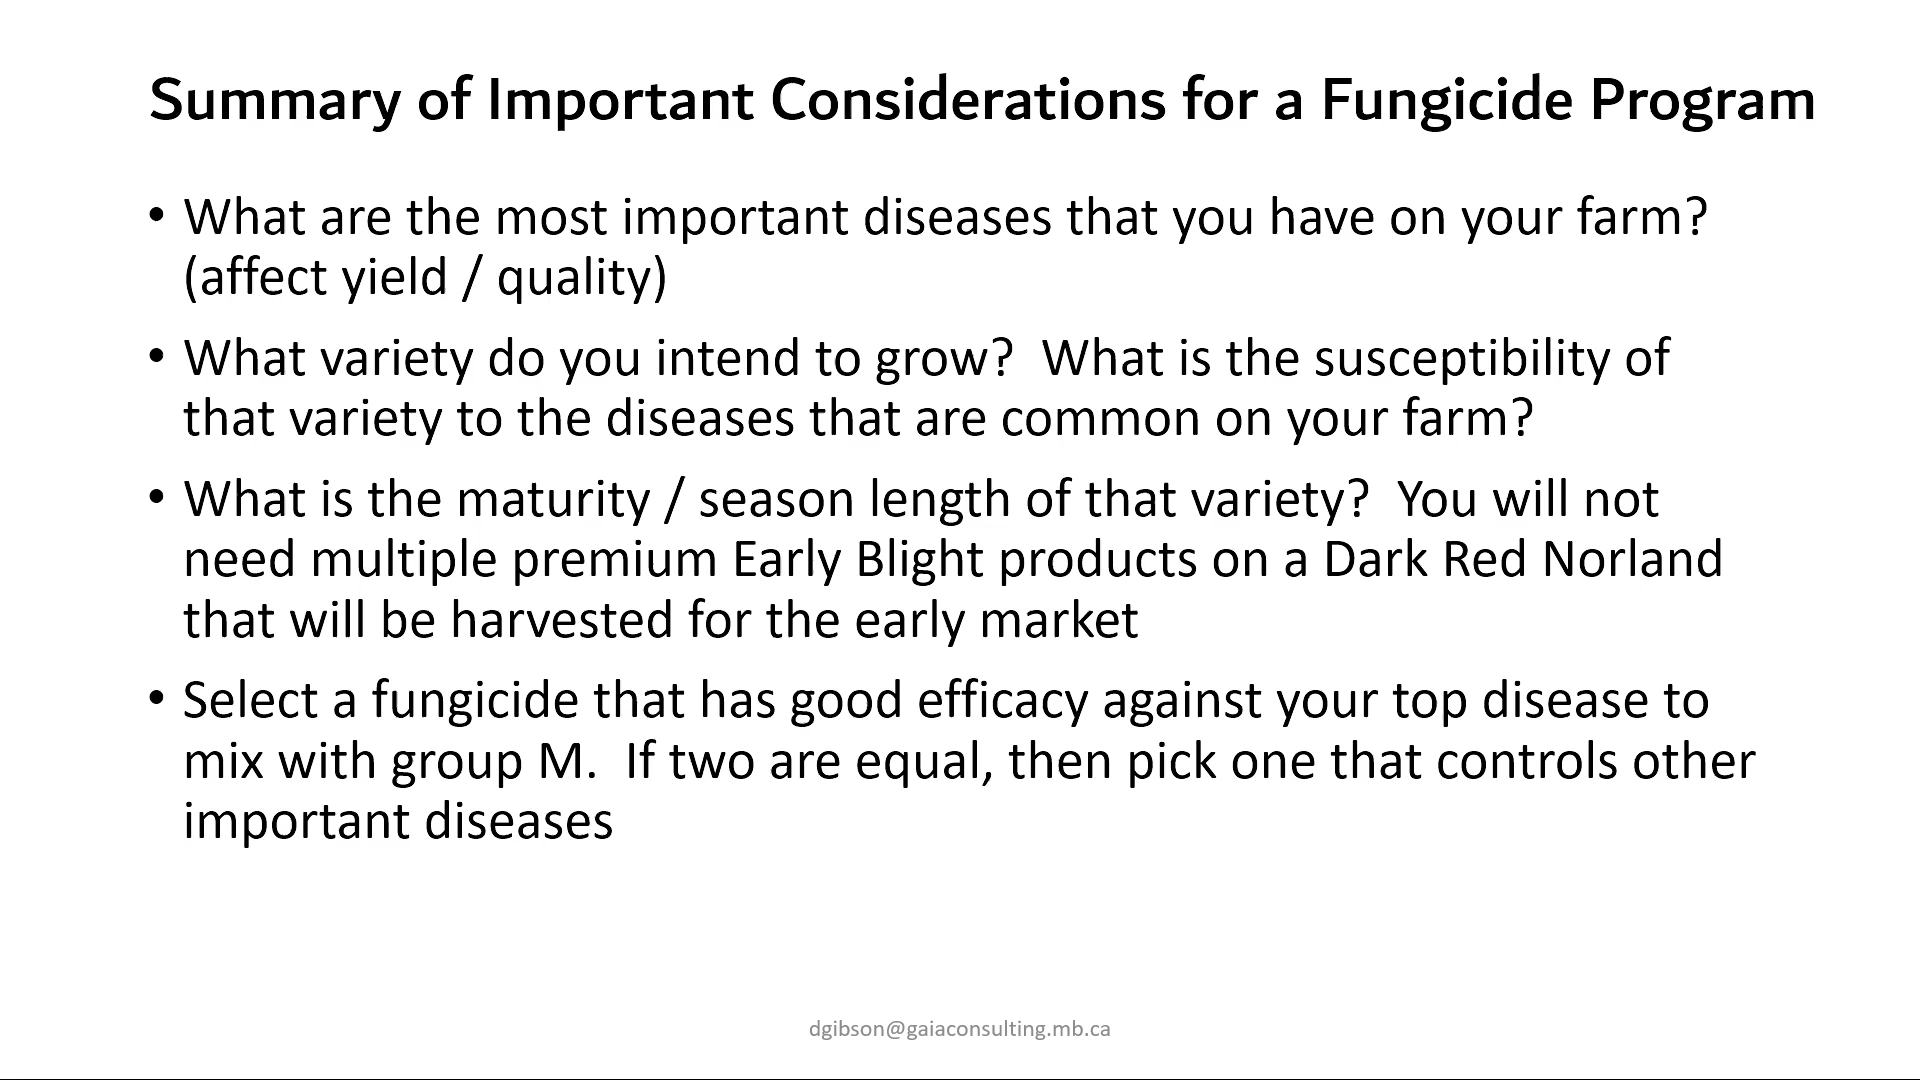 Summary of Important Considerations for a Fungicide Program
• What are the most important diseases that you have on your farm?
(affect yield / quality)
• What variety do you intend to grow?  What is the susceptibility of
that variety to the diseases that are common on your farm?
• What is the maturity / season length of that variety?  You will not
need multiple premium Early Blight products on a Dark Red Norland
that will be harvested for the early market
• Select a fungicide that has good efficacy against your top disease to
mix with group M.  If two are equal, then pick one that controls other
important diseases
dgibson@gaiaconsulting.mb.ca